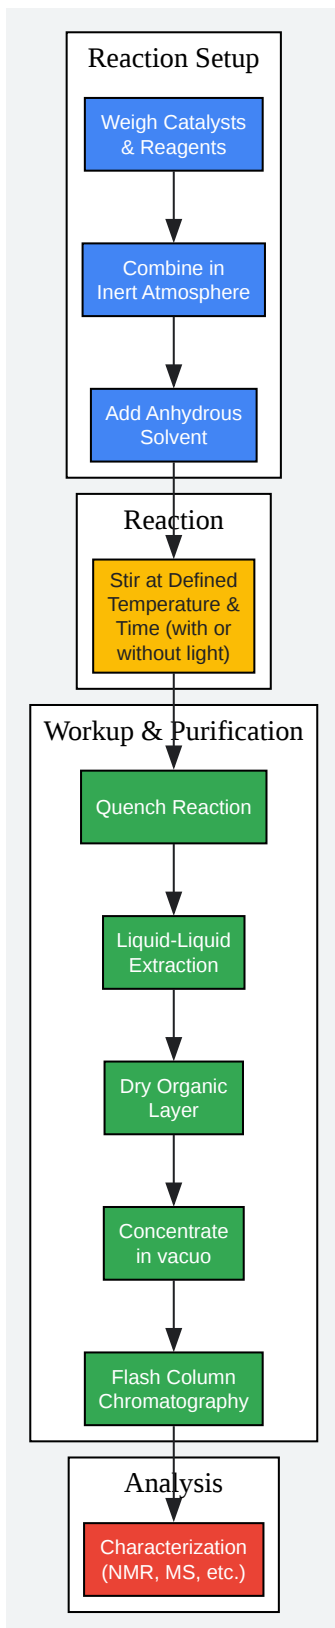 Reaction Setup
Weigh Catalysts
& Reagents
Combine in
Inert Atmosphere
Add Anhydrous
Solvent
Reaction
Stir at Defined
Temperature &
Time (with or
without light)
Workup & Purification
Quench Reaction
Liquid-Liquid
Extraction
Dry Organic
Layer
Concentrate
in vacuo
Flash Column
Chromatography
Analysis
Characterization
(NMR, MS, etc.)